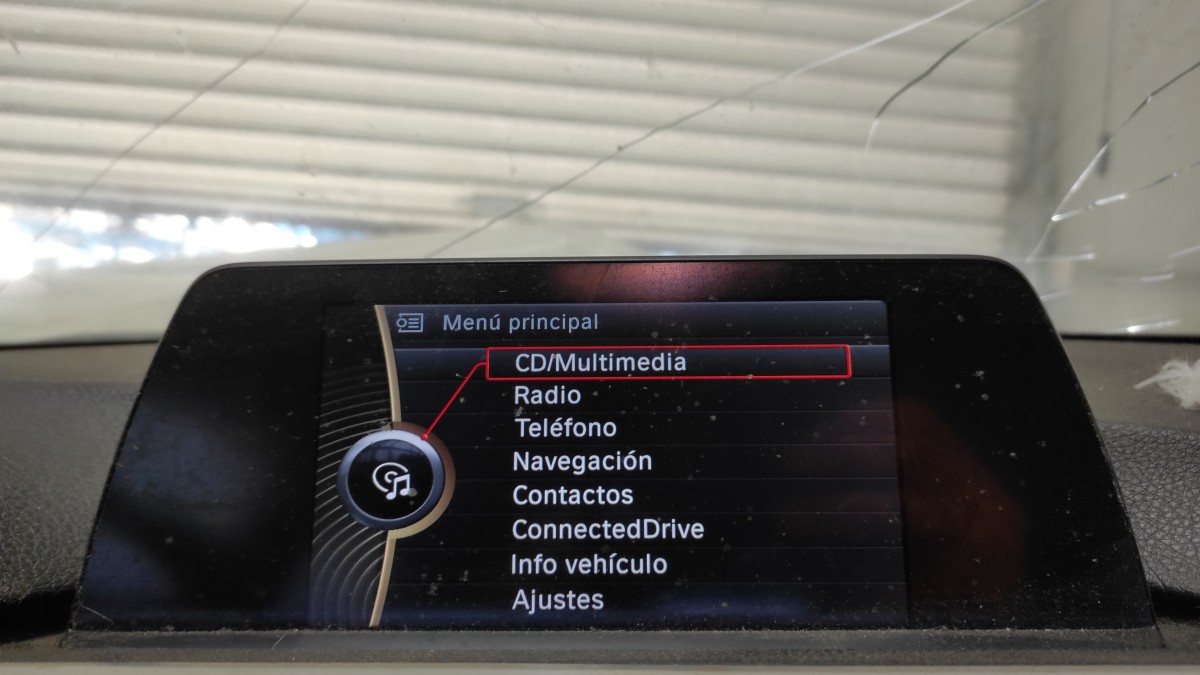 Menú principal
CD/Multimedia
Radio
Teléfono
Navegación
Contactos
ConnectedDrive
Info vehículo
Ajustes